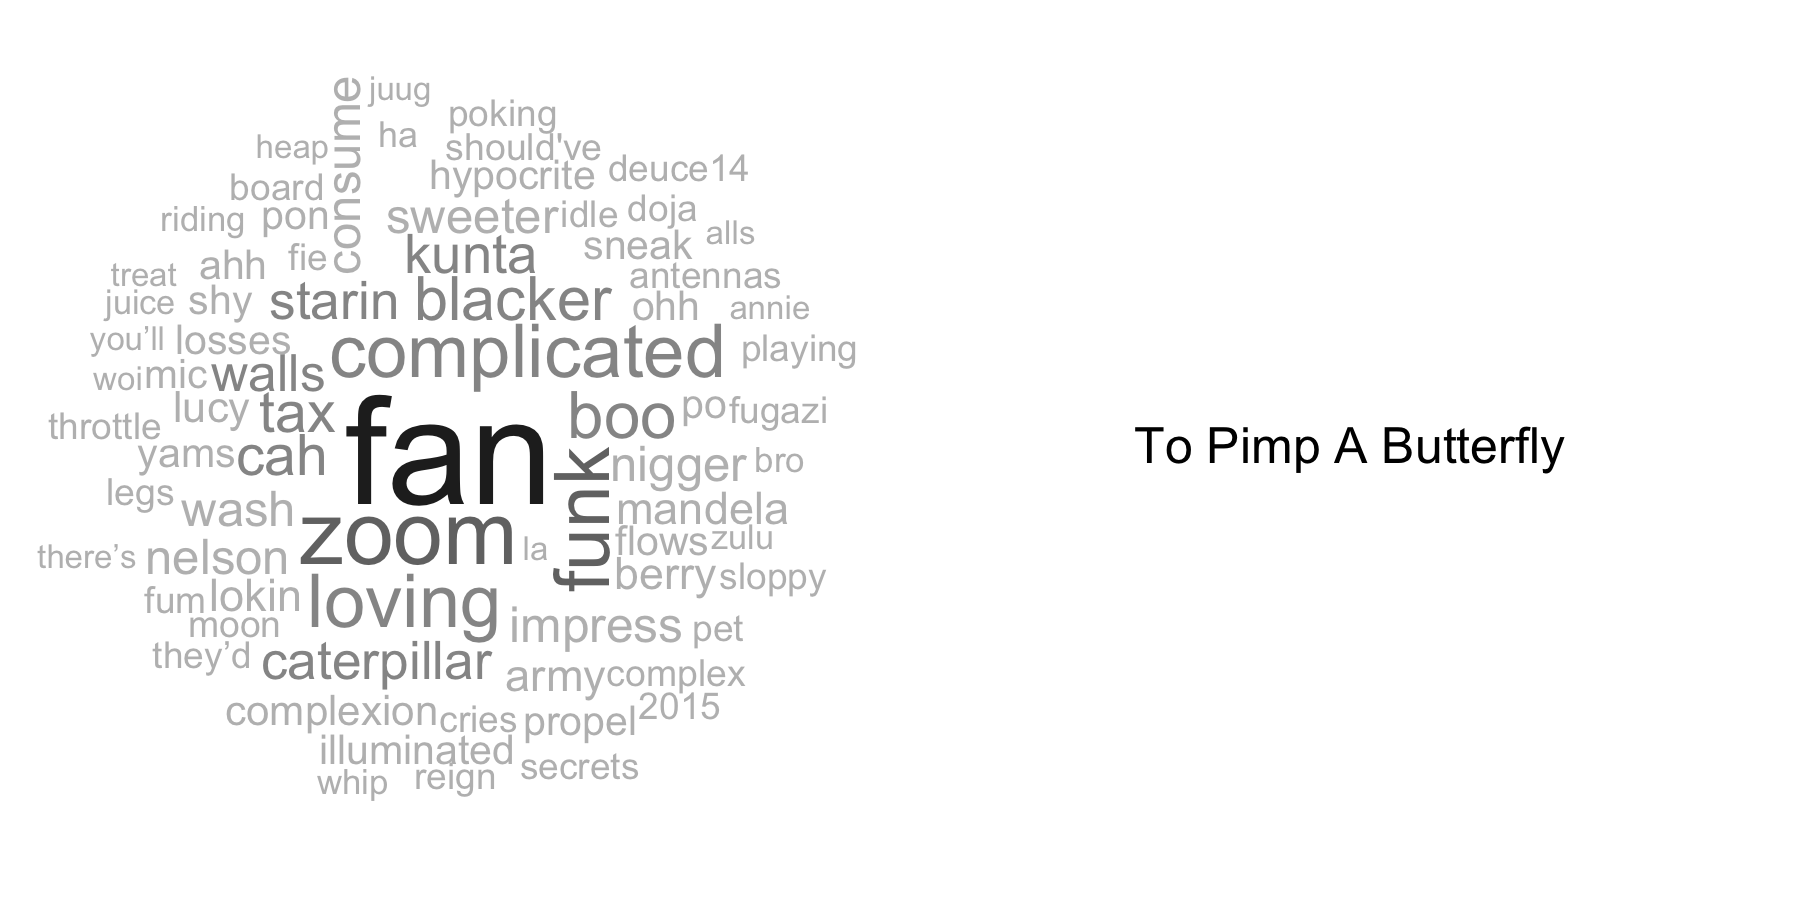 juug
consume
poking
ha
heap
should've
hypocrite
deuce14
board
riding
pon
sweeter
idle
doja
alls
kunta
sneak
fie
ahh
treat
antennas
juice
shy
starin
blacker
ohh
annie
you’ll
losses
complicated
playing
woi
mic
walls
lucy
tax
fan
boo
po
fugazi
throttle
yams
cah
funk
nigger
bro
legs
wash
mandela
zoom
la
flows
zulu
there’s
nelson
berry
sloppy
fum
lokin
loving
moon
impress
pet
they’d
caterpillar
army
complex
complexion
cries
propel
2015
illuminated
whip
reign
secrets
To Pimp A Butterfly